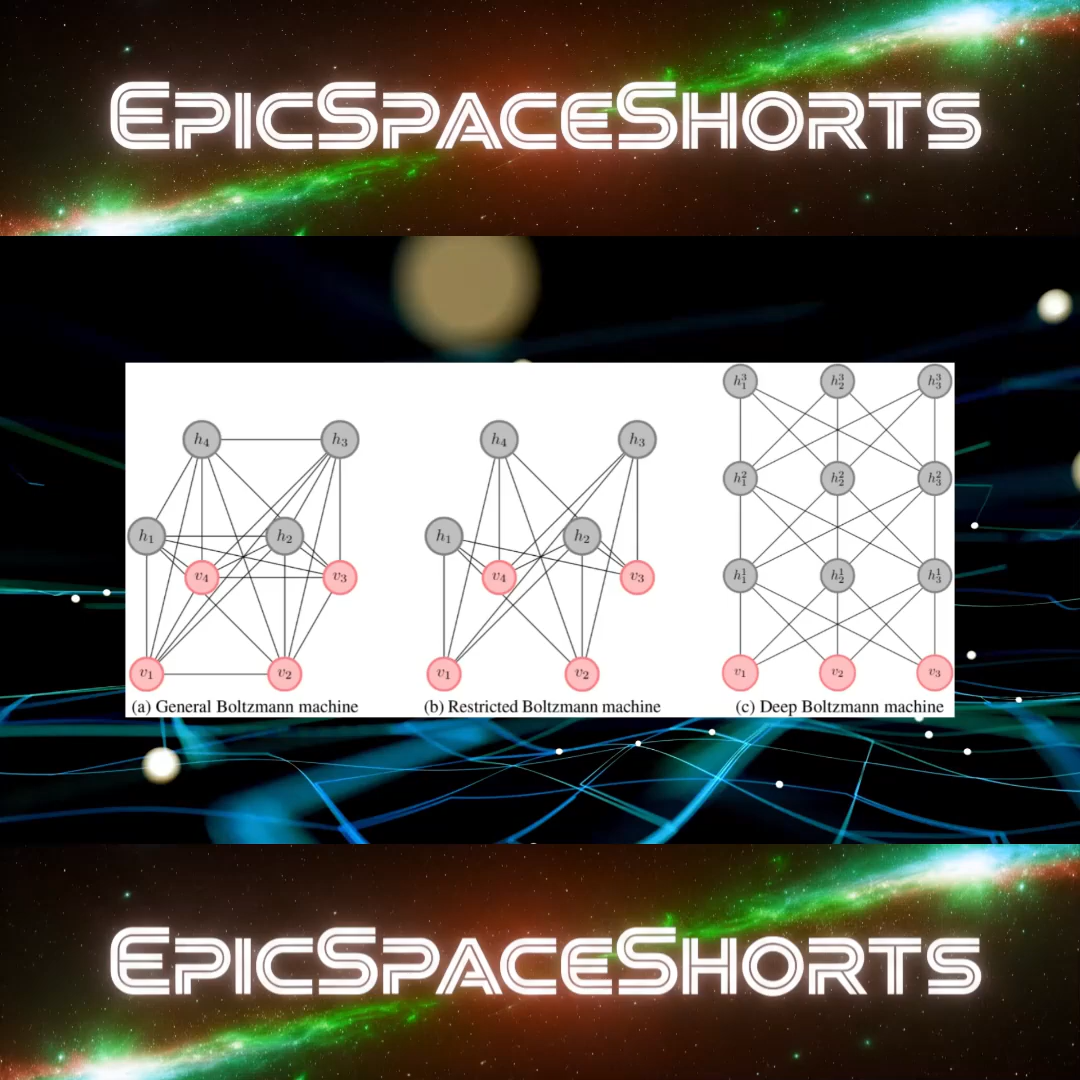 EpicSpaceShorts
h₁³ h₂³ h₃³
h₄ h₃ h₄ h₃
h₁² h₂² h₃²
h₁ h₂ h₁ h₂
v₄ v₃ v₄ v₃ h₁¹ h₂¹ h₃¹
v₁ v₂ v₁ v₂ v₁ v₂ v₃
(a) General Boltzmann machine (b) Restricted Boltzmann machine (c) Deep Boltzmann machine
EpicSpaceShorts